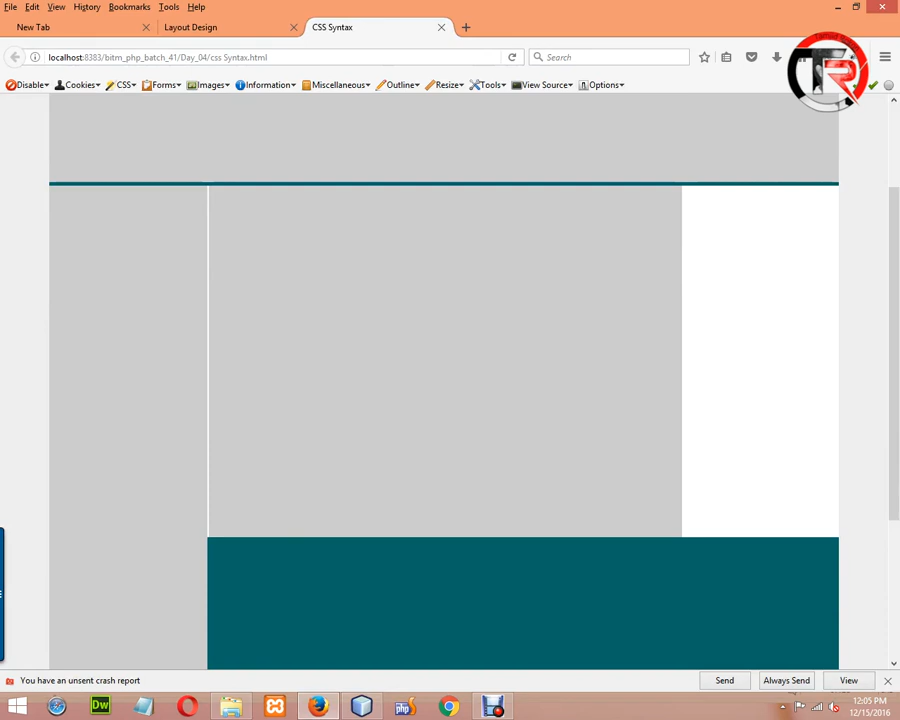 File Edit View History Bookmarks Tools Help
New Tab Layout Design CSS Syntax
localhost:8383/bitm_php_batch_41/Day_04/css Syntax.html Search
Disable Cookies CSS Forms Images Information Miscellaneous Outline Resize Tools View Source Options
You have an unsent crash report Send Always Send View
Dw php
12:05 PM
12/15/2016